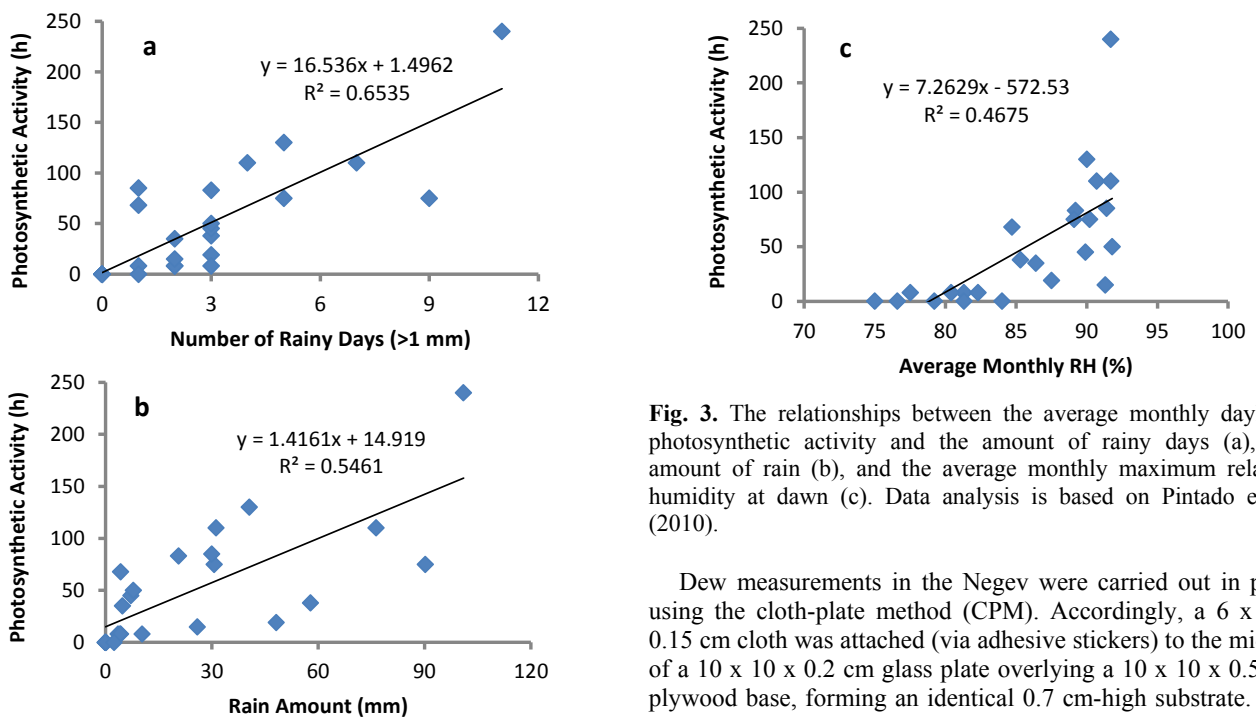 a
y = 16.536x + 1.4962
R² = 0.6535
250
200
150
100
50
0
0 3 6 9 12
Photosynthetic Activity (h)
Number of Rainy Days (>1 mm)
b
y = 1.4161x + 14.919
R² = 0.5461
250
200
150
100
50
0
0 30 60 90 120
Photosynthetic Activity (h)
Rain Amount (mm)
c
y = 7.2629x - 572.53
R² = 0.4675
250
200
150
100
50
0
70 75 80 85 90 95 100
Photosynthetic Activity (h)
Average Monthly RH (%)
Fig. 3. The relationships between the average monthly day
photosynthetic activity and the amount of rainy days (a),
amount of rain (b), and the average monthly maximum rela
humidity at dawn (c). Data analysis is based on Pintado e
(2010).
Dew measurements in the Negev were carried out in p
using the cloth-plate method (CPM). Accordingly, a 6 x
0.15 cm cloth was attached (via adhesive stickers) to the mi
of a 10 x 10 x 0.2 cm glass plate overlying a 10 x 10 x 0.5
plywood base, forming an identical 0.7 cm-high substrate.